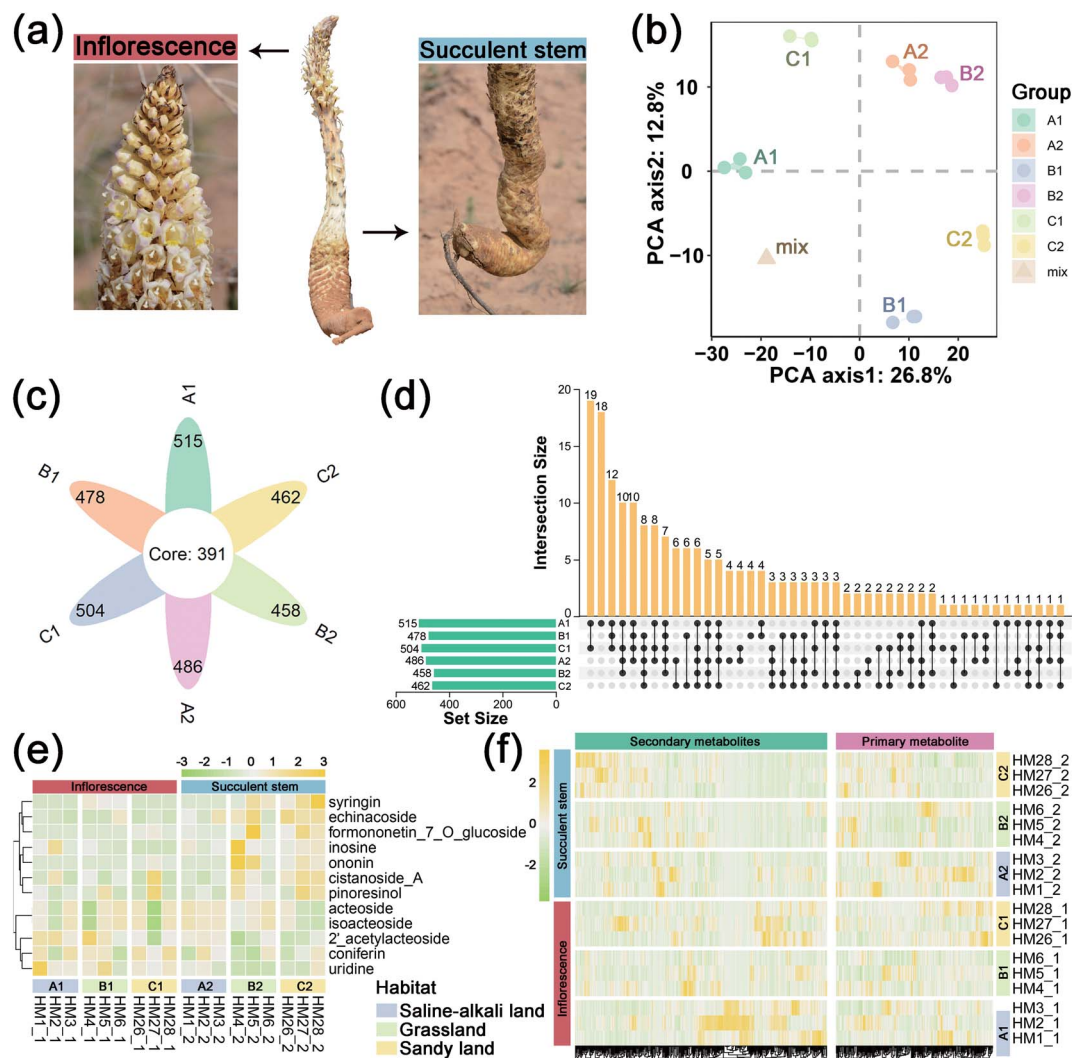 (a)
Inflorescence
Succulent stem
(b)
C1
A2
B2
A1
C2
mix
B1
10
0
−10
−30
−20
−10
0
10
20
PCA axis2: 12.8%
PCA axis1: 26.8%
Group
A1
A2
B1
B2
C1
C2
mix
(c)
A1
515
B1
478
C2
462
Core: 391
C1
504
B2
458
486
A2
(d)
20
15
10
5
0
Intersection Size
19 18 12 10 10 8 8 7 6 6 6 5 5 4 4 4 4 3 3 3 3 3 3 3 2 2 2 2 2 2 2 2 2 1 1 1 1 1 1 1 1 1 1 1 1
515 A1
478 B1
504 C1
486 A2
458 B2
462 C2
600 400 200 0
Set Size
(e)
−3 −2 −1 0 1 2 3
Inflorescence
Succulent stem
syringin
echinacoside
formononetin_7_O_glucoside
inosine
ononin
cistanoside_A
pinoresinol
acteoside
isoacteoside
2'_acetylacteoside
coniferin
uridine
A1 B1 C1 A2 B2 C2
HM1_1
HM2_1
HM3_1
HM4_1
HM5_1
HM6_1
HM26_1
HM27_1
HM28_1
HM1_2
HM2_2
HM3_2
HM4_2
HM5_2
HM6_2
HM26_2
HM27_2
HM28_2
Habitat
Saline-alkali land
Grassland
Sandy land
(f)
2
0
−2
Secondary metabolites
Primary metabolite
Succulent stem
Inflorescence
C2
HM28_2
HM27_2
HM26_2
B2
HM6_2
HM5_2
HM4_2
A2
HM3_2
HM2_2
HM1_2
C1
HM28_1
HM27_1
HM26_1
B1
HM6_1
HM5_1
HM4_1
A1
HM3_1
HM2_1
HM1_1